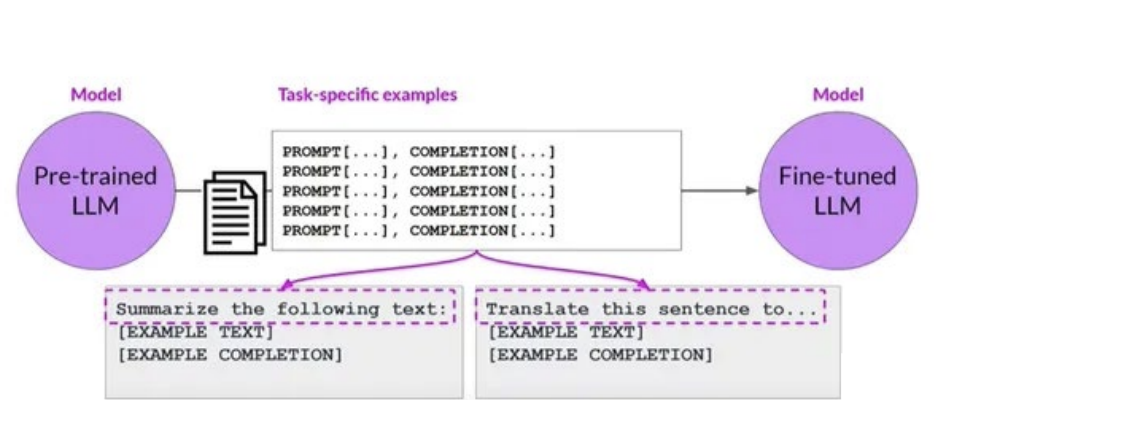 Model
Task-specific examples
Model
Pre-trained
LLM
PROMPT[...], COMPLETION[...]
PROMPT[...], COMPLETION[...]
PROMPT[...], COMPLETION[...]
PROMPT[...], COMPLETION[...]
PROMPT[...], COMPLETION[...]
Fine-tuned
LLM
Summarize the following text:
[EXAMPLE TEXT]
[EXAMPLE COMPLETION]
Translate this sentence to...
[EXAMPLE TEXT]
[EXAMPLE COMPLETION]